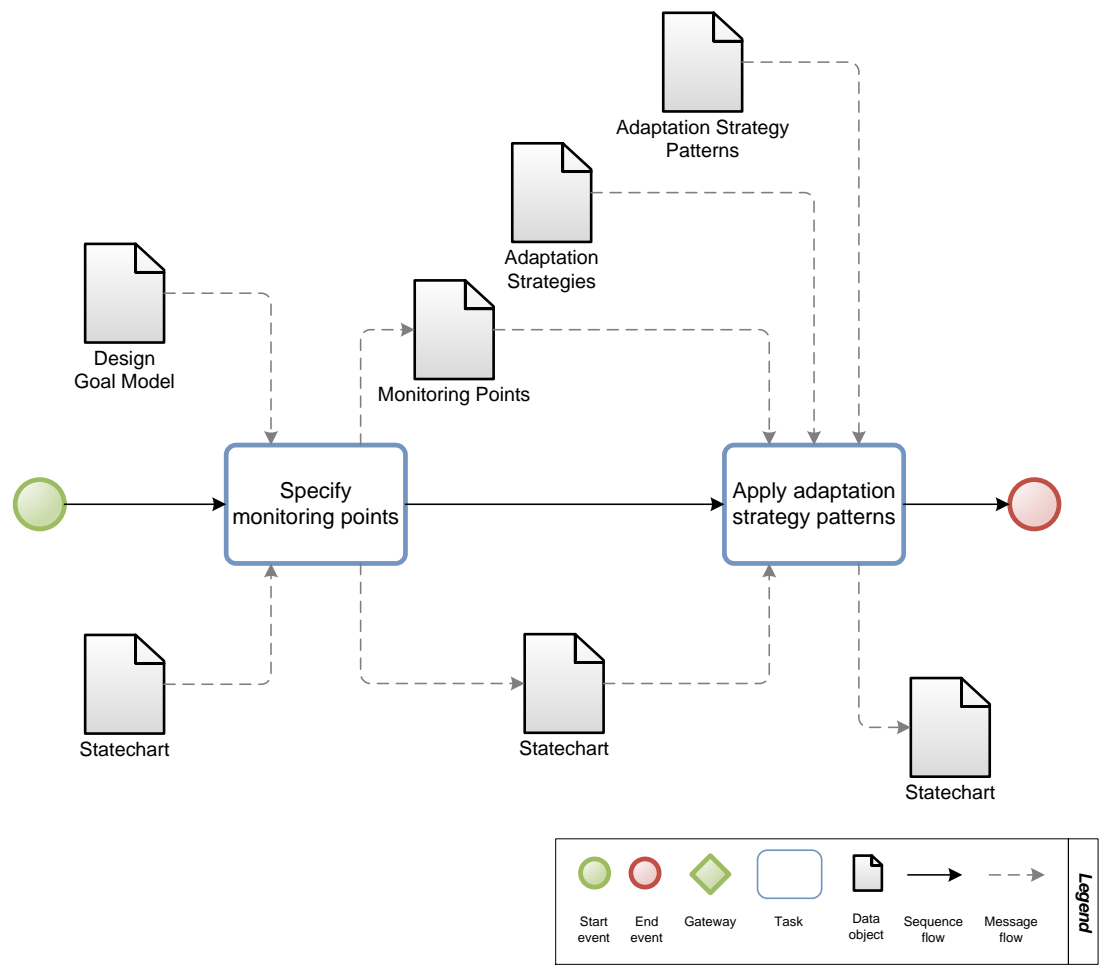 Adaptation Strategy
Patterns
Adaptation
Strategies
Design
Goal Model
Monitoring Points
Specify
monitoring points
Apply adaptation
strategy patterns
Statechart
Statechart
Statechart
Start
event
End
event
Gateway
Task
Data
object
Sequence
flow
Message
flow
Legend